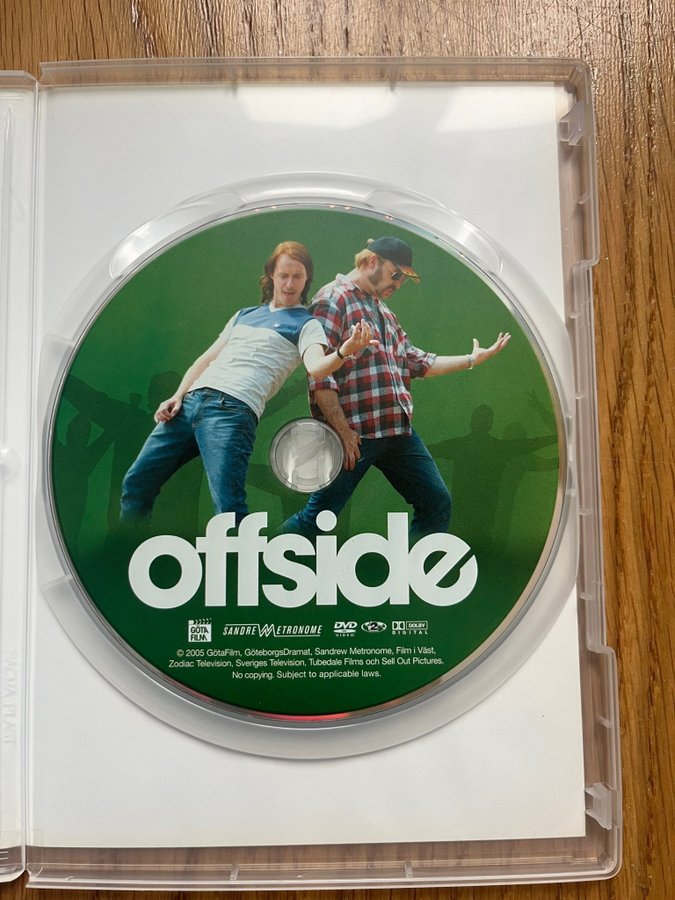 offside
GÖTA
FILM
SANDREW METRONOME
DVD
VIDEO
2
DOLBY
DIGITAL
© 2005 GötaFilm, GöteborgsDramat, Sandrew Metronome, Film i Väst,
Zodiac Television, Sveriges Television, Tubedale Films och Sell Out Pictures.
No copying. Subject to applicable laws.